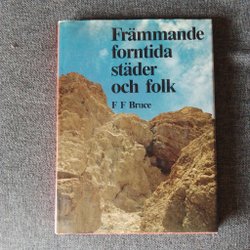 Främmande
forntida
städer
och folk
F F Bruce